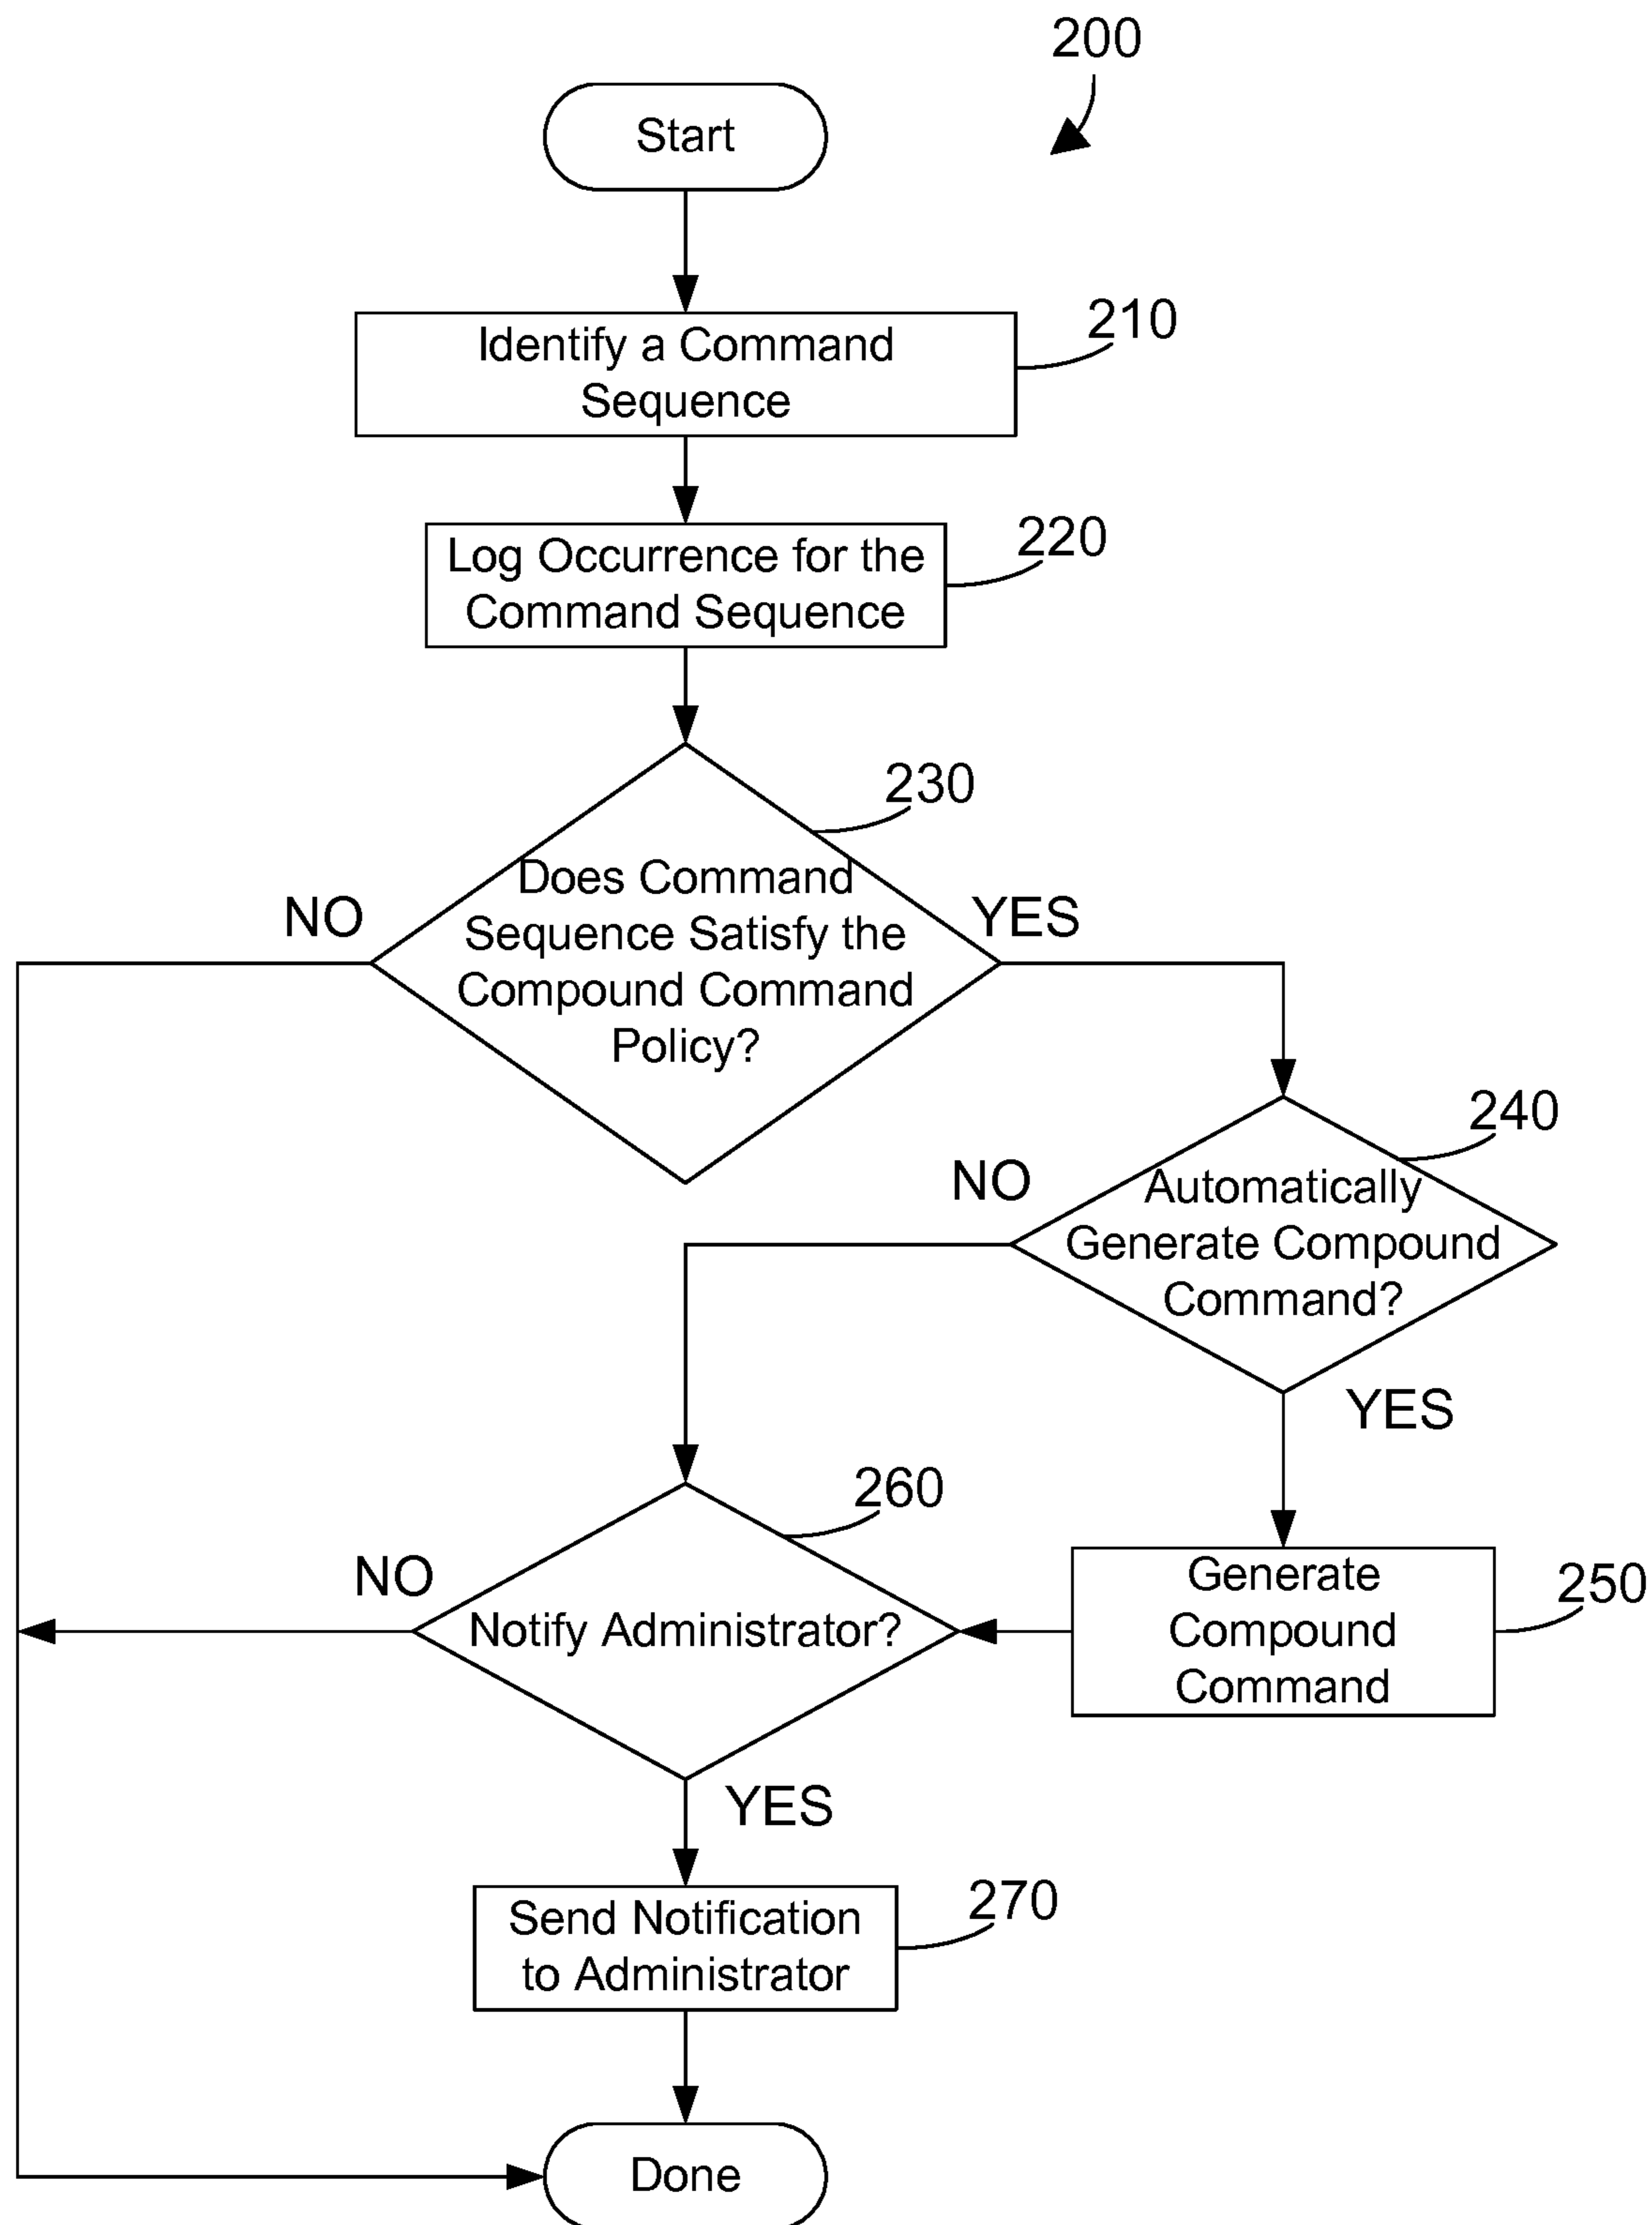 200
Start
210
Identify a Command
Sequence
220
Log Occurrence for the
Command Sequence
230
Does Command
Sequence Satisfy the
Compound Command
Policy?
NO
YES
240
Automatically
Generate Compound
Command?
NO
YES
260
Notify Administrator?
NO
YES
250
Generate
Compound
Command
270
Send Notification
to Administrator
Done